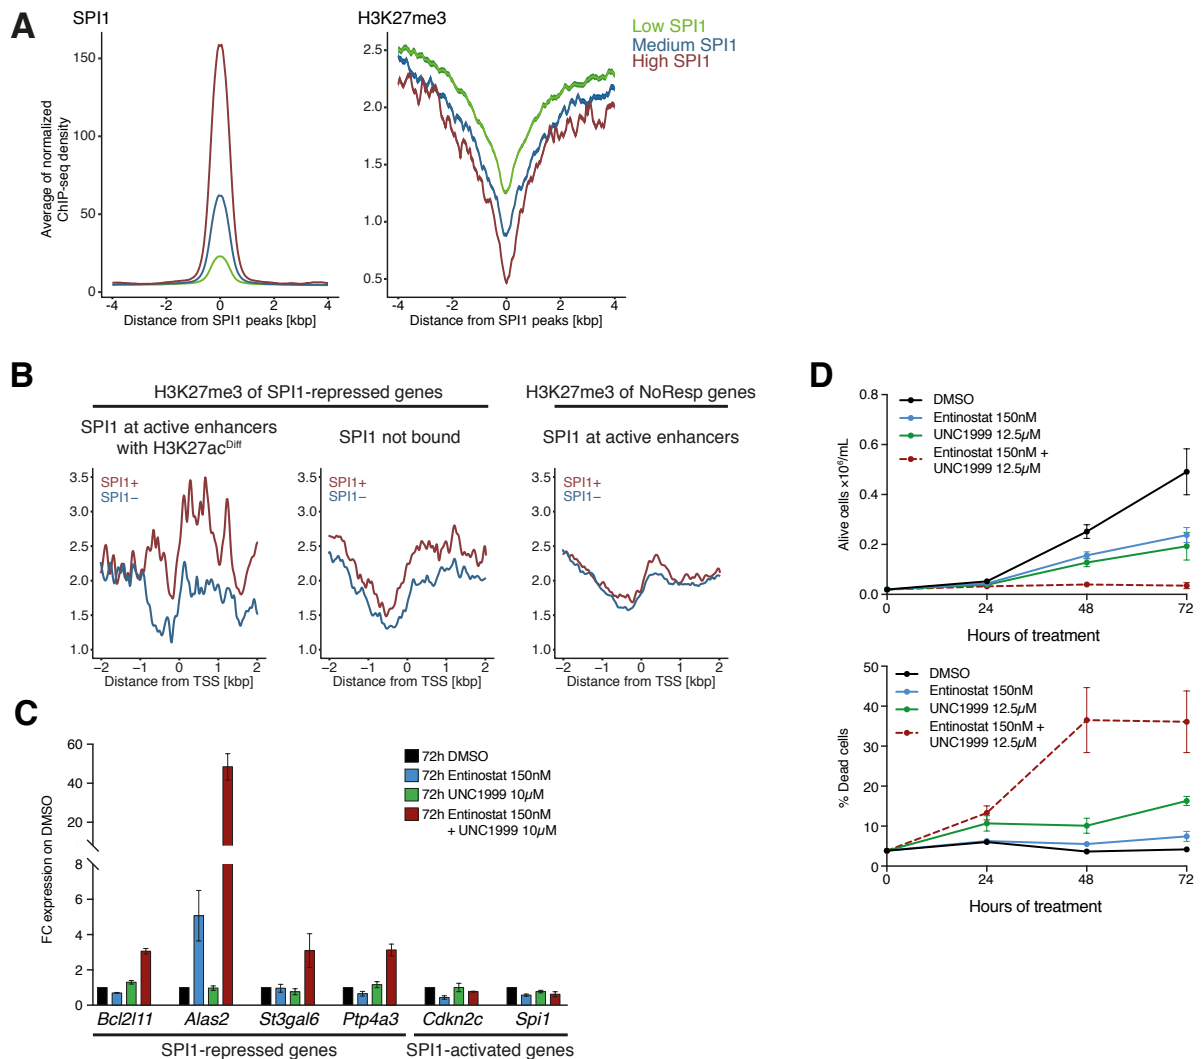 A
SPI1
H3K27me3
Low SPI1
Medium SPI1
High SPI1
Average of normalized
ChIP-seq density
150
100
50
0
-4
-2
0
2
4
Distance from SPI1 peaks [kbp]
2.5
2.0
1.5
1.0
0.5
-4
-2
0
2
4
Distance from SPI1 peaks [kbp]
B
H3K27me3 of SPI1-repressed genes
SPI1 at active enhancers
with H3K27ac^Diff
SPI1 not bound
H3K27me3 of NoResp genes
SPI1 at active enhancers
3.5
3.0
2.5
2.0
1.5
1.0
SPI1+
SPI1−
−2
−1
0
1
2
Distance from TSS [kbp]
3.5
3.0
2.5
2.0
1.5
1.0
SPI1+
SPI1−
−2
−1
0
1
2
Distance from TSS [kbp]
3.5
3.0
2.5
2.0
1.5
1.0
SPI1+
SPI1−
−2
−1
0
1
2
Distance from TSS [kbp]
C
FC expression on DMSO
60
40
20
8
6
4
2
0
72h DMSO
72h Entinostat 150nM
72h UNC1999 10µM
72h Entinostat 150nM
+ UNC1999 10µM
Bcl2l11
Alas2
St3gal6
Ptp4a3
Cdkn2c
Spi1
SPI1-repressed genes
SPI1-activated genes
D
Alive cells ×10⁶/mL
0.8
0.6
0.4
0.2
0.0
DMSO
Entinostat 150nM
UNC1999 12.5µM
Entinostat 150nM +
UNC1999 12.5µM
0
24
48
72
Hours of treatment
% Dead cells
50
40
30
20
10
0
DMSO
Entinostat 150nM
UNC1999 12.5µM
Entinostat 150nM +
UNC1999 12.5µM
0
24
48
72
Hours of treatment